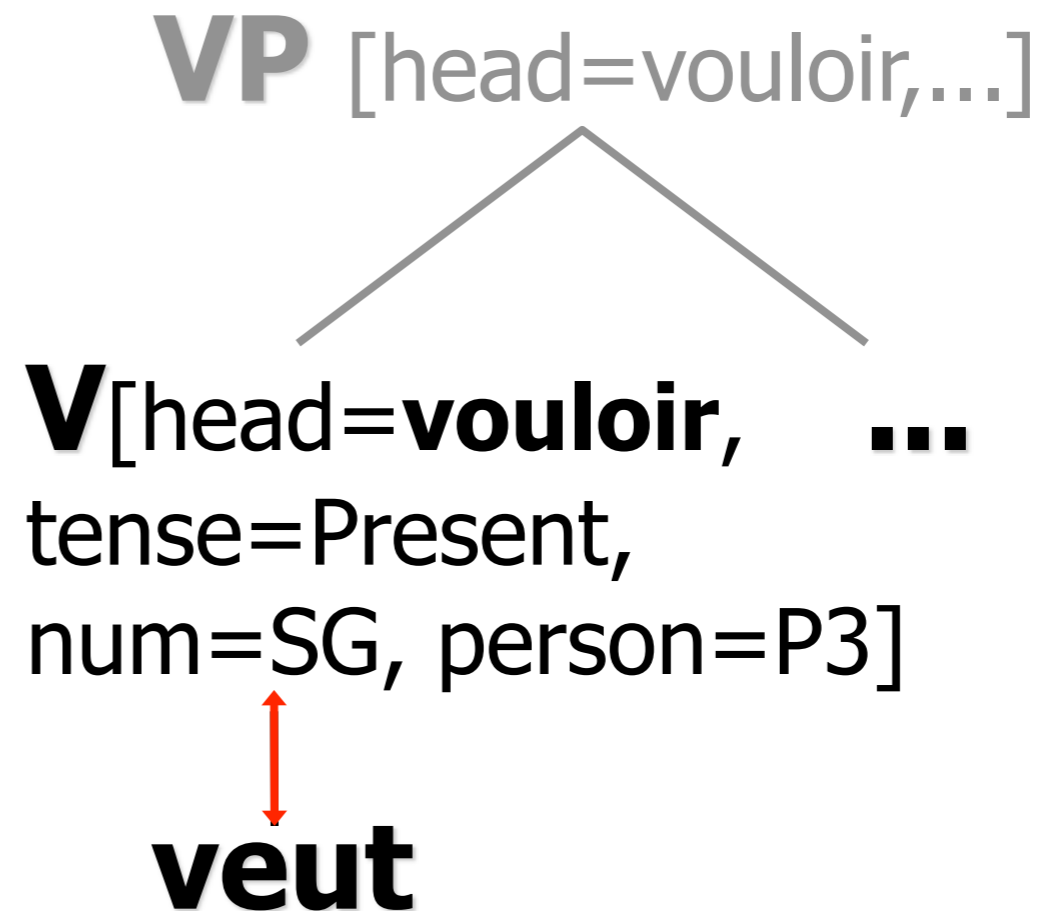 VP [head=vouloir,...]
V[head=vouloir, ...
tense=Present,
num=SG, person=P3]
veut